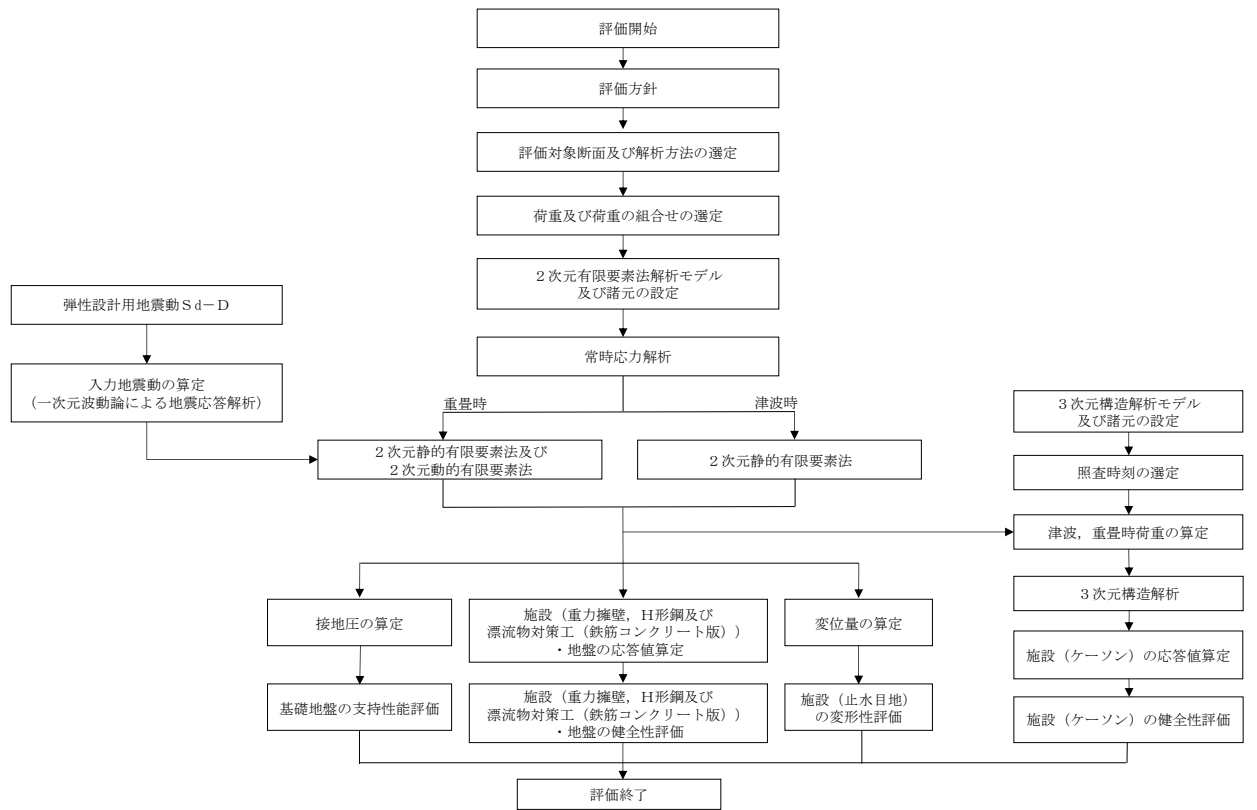 評価開始
評価方針
評価対象断面及び解析方法の選定
荷重及び荷重の組合せの選定
２次元有限要素法解析モデル
及び諸元の設定
弾性設計用地震動Ｓｄ－Ｄ
常時応力解析
入力地震動の算定
（一次元波動論による地震応答解析）
重畳時
津波時
３次元構造解析モデル
及び諸元の設定
２次元静的有限要素法及び
２次元動的有限要素法
２次元静的有限要素法
照査時刻の選定
津波，重畳時荷重の算定
３次元構造解析
接地圧の算定
施設（重力擁壁，Ｈ形鋼及び
漂流物対策工（鉄筋コンクリート版））
・地盤の応答値算定
変位量の算定
施設（ケーソン）の応答値算定
基礎地盤の支持性能評価
施設（重力擁壁，Ｈ形鋼及び
漂流物対策工（鉄筋コンクリート版））
・地盤の健全性評価
施設（止水目地）
の変形性評価
施設（ケーソン）の健全性評価
評価終了